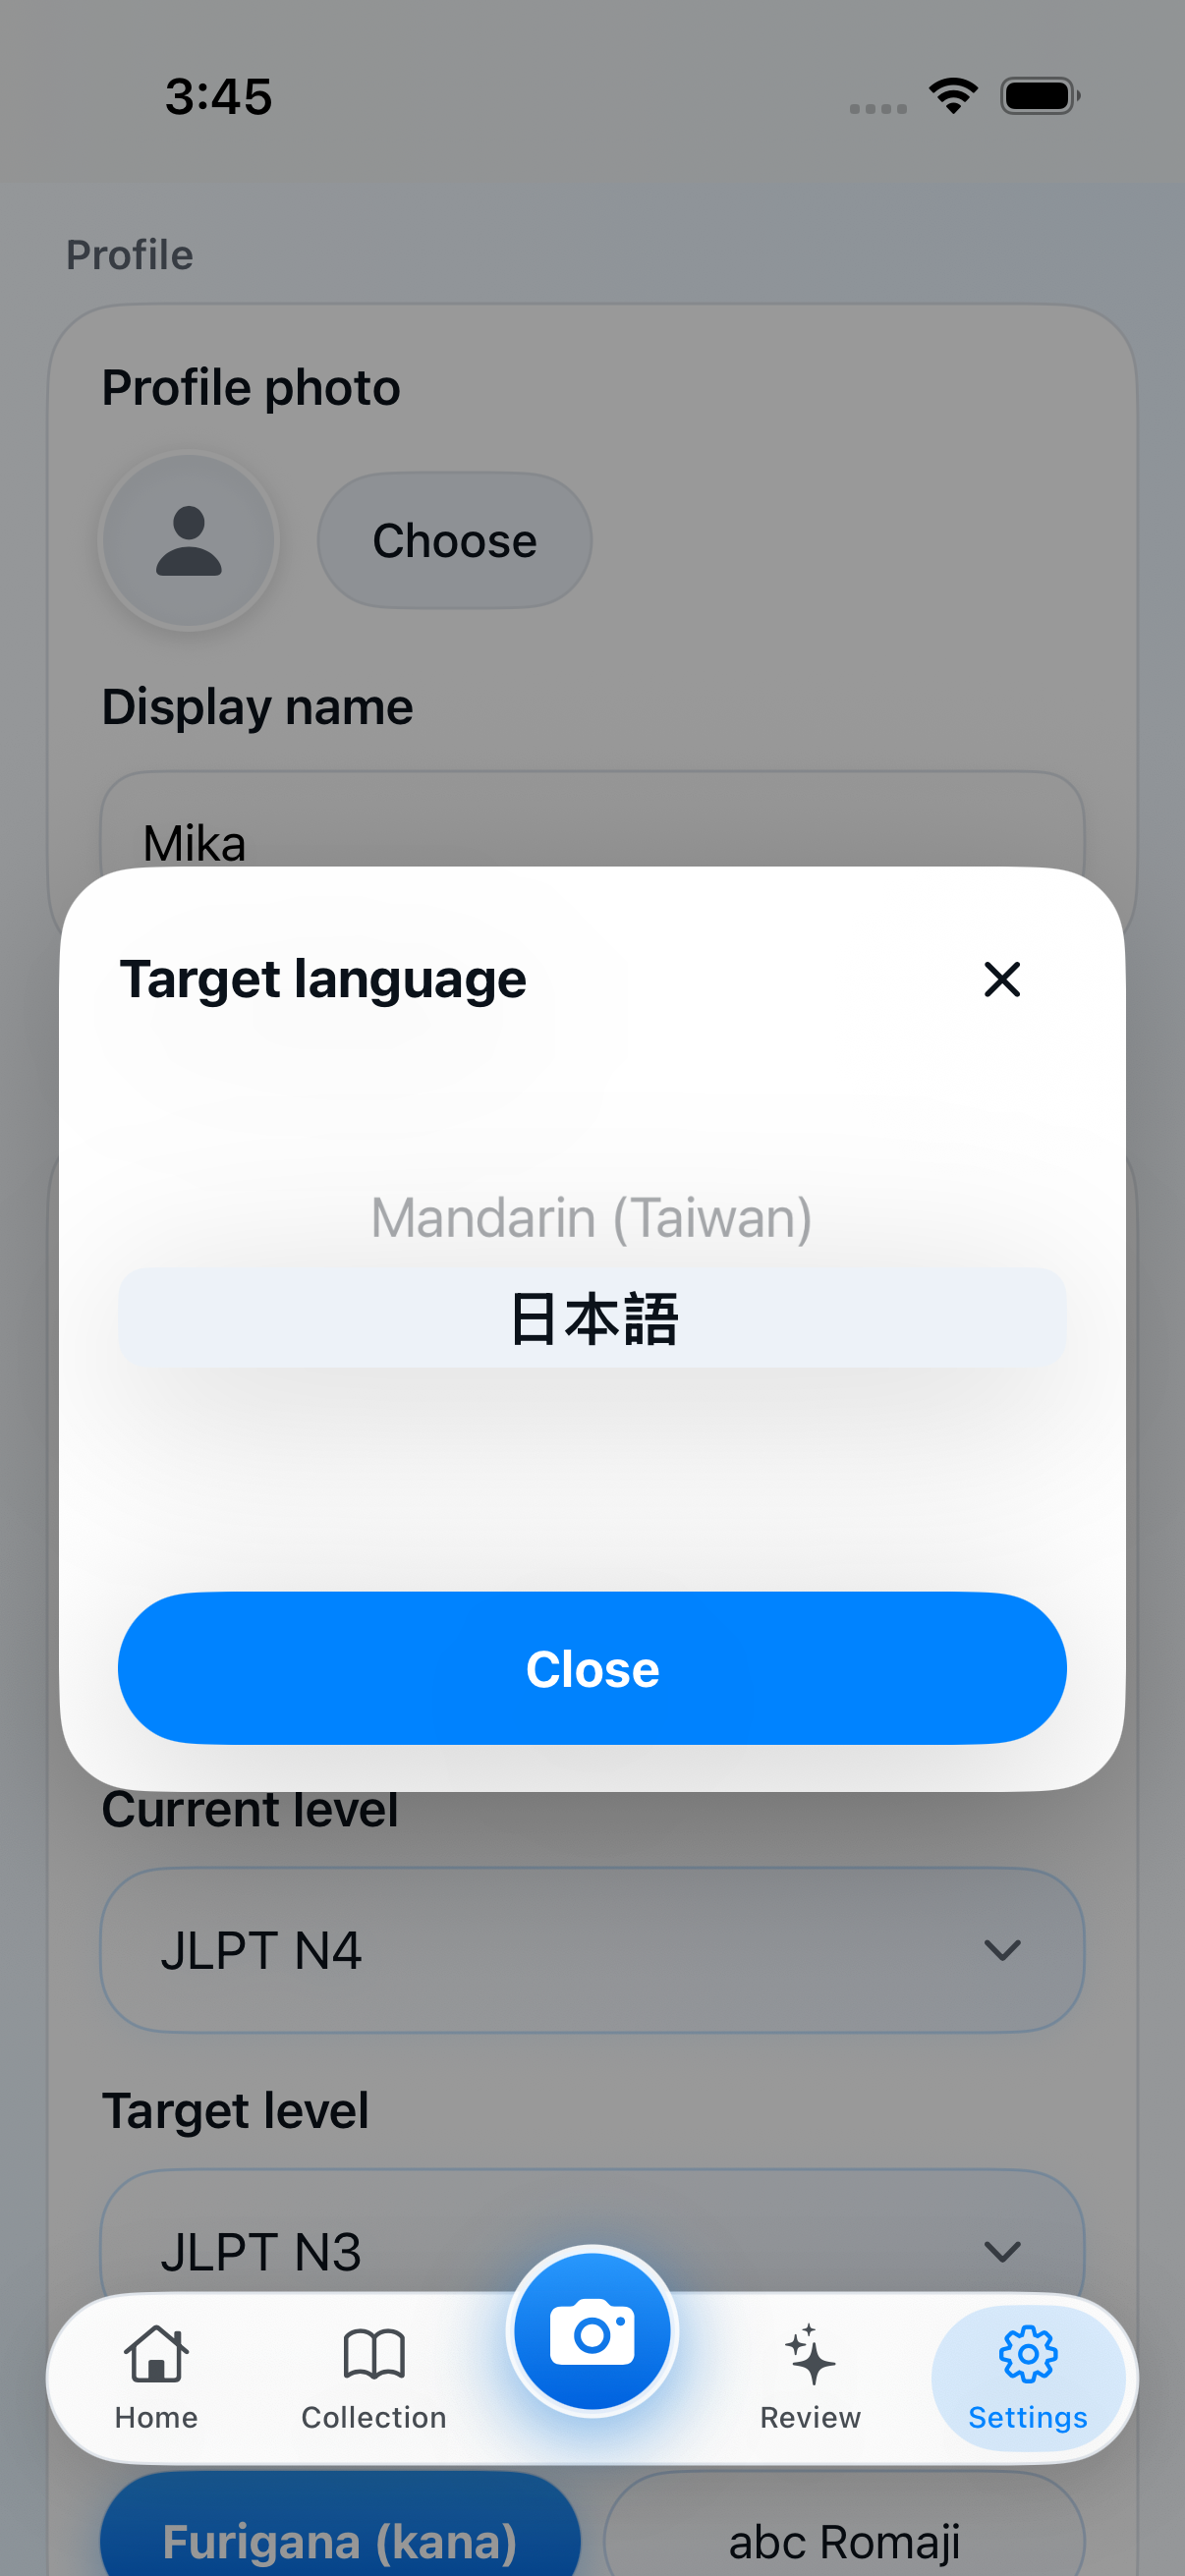 3:45
Profile
Profile photo
Choose
Display name
Mika
Target language
Mandarin (Taiwan)
日本語
Close
Current level
JLPT N4
Target level
JLPT N3
Home
Collection
Review
Settings
Furigana (kana)
abc Romaji